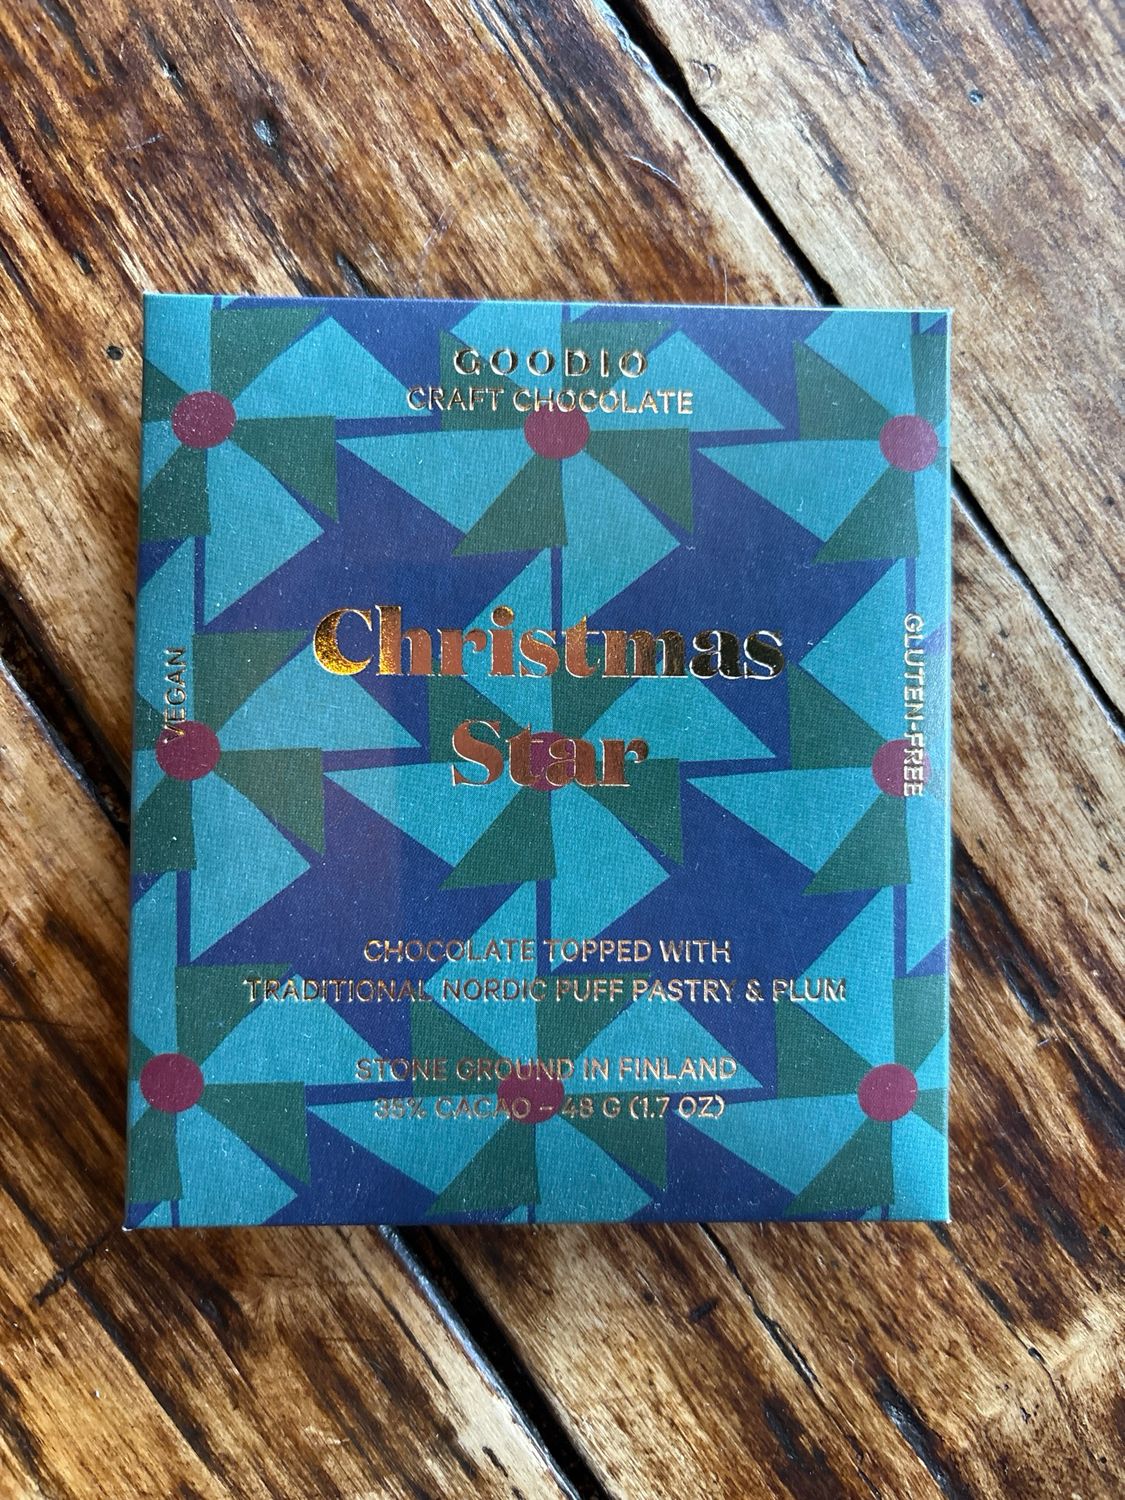 GOODIO
CRAFT CHOCOLATE
Christmas
Star
VEGAN
GLUTEN-FREE
CHOCOLATE TOPPED WITH
TRADITIONAL NORDIC PUFF PASTRY & PLUM
STONE GROUND IN FINLAND
38% CACAO – 48 G (1.7 OZ)